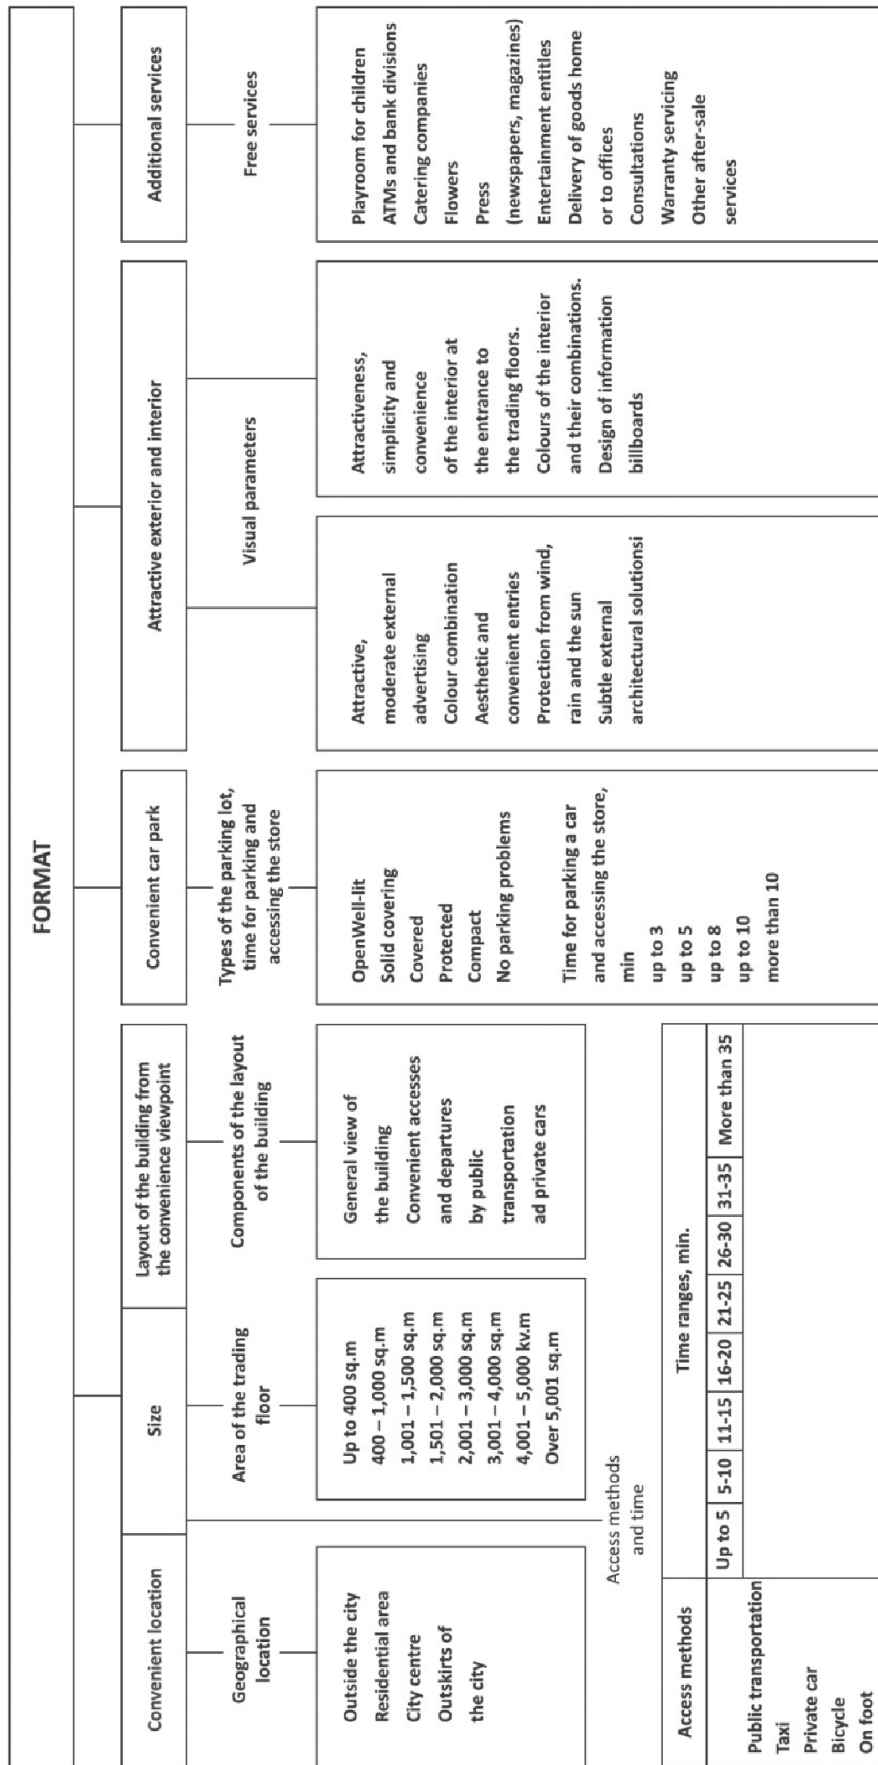 FORMAT
Convenient location
Size
Layout of the building from
the convenience viewpoint
Convenient car park
Attractive exterior and interior
Additional services
Geographical
location
Area of the trading
floor
Components of the layout
of the building
Types of the parking lot,
time for parking and
accessing the store
Visual parameters
Free services
Outside the city
Residential area
City centre
Outskirts of
the city
Up to 400 sq.m
400 – 1,000 sq.m
1,001 – 1,500 sq.m
1,501 – 2,000 sq.m
2,001 – 3,000 sq.m
3,001 – 4,000 sq.m
4,001 – 5,000 kv.m
Over 5,001 sq.m
General view of
the building
Convenient accesses
and departures
by public
transportation
ad private cars
OpenWell-lit
Solid covering
Covered
Protected
Compact
No parking problems
Time for parking a car
and accessing the store,
min
up to 3
up to 5
up to 8
up to 10
more than 10
Attractive,
moderate external
advertising
Colour combination
Aesthetic and
convenient entries
Protection from wind,
rain and the sun
Subtle external
architectural solutionsi
Attractiveness,
simplicity and
convenience
of the interior at
the entrance to
the trading floors.
Colours of the interior
and their combinations.
Design of information
billboards
Playroom for children
ATMs and bank divisions
Catering companies
Flowers
Press
(newspapers, magazines)
Entertainment entitles
Delivery of goods home
or to offices
Consultations
Warranty servicing
Other after-sale
services
Access methods
and time
Access methods
Time ranges, min.
Up to 5 5-10 11-15 16-20 21-25 26-30 31-35 More than 35
Public transportation
Taxi
Private car
Bicycle
On foot